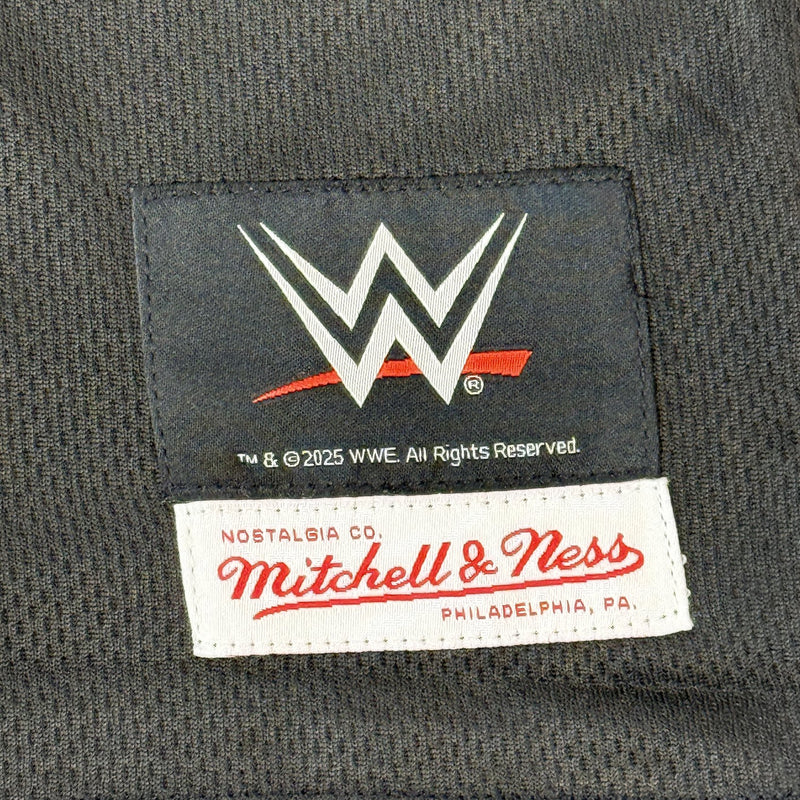 W
®
™ & ©2025 WWE. All Rights Reserved.
NOSTALGIA CO.
Mitchell & Ness
PHILADELPHIA, PA.